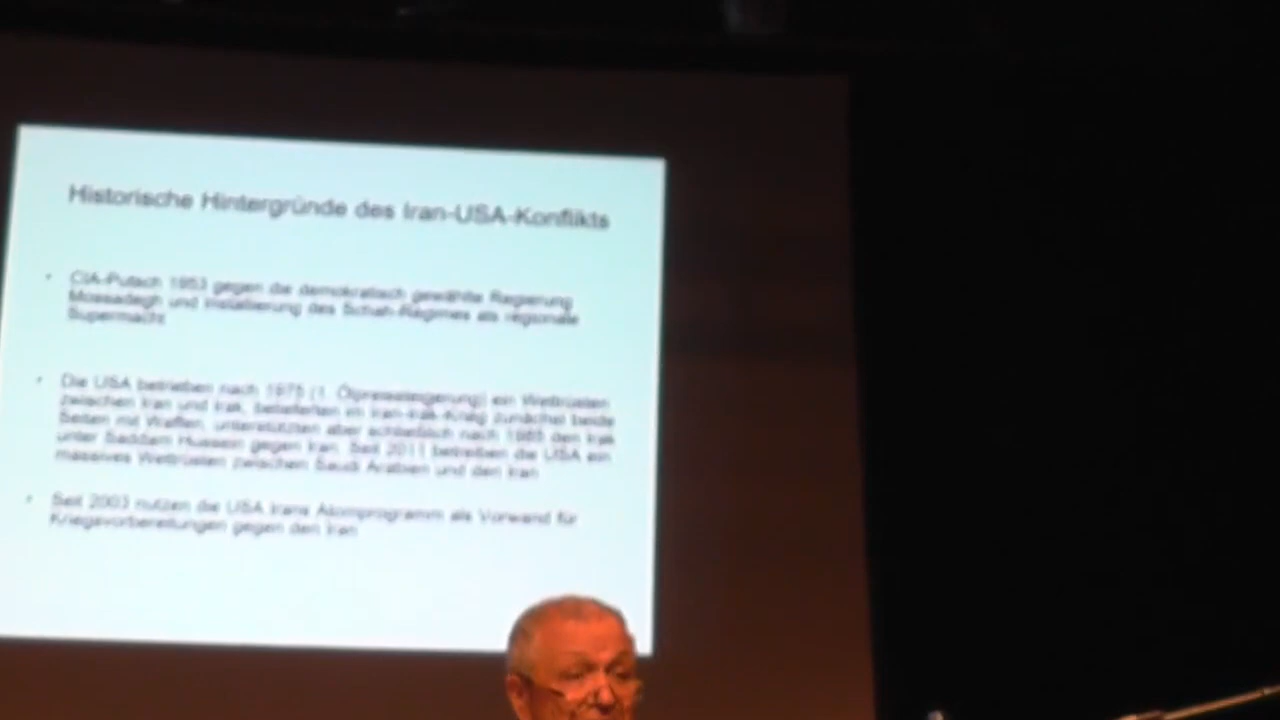 Historische Hintergründe des Iran-USA-Konflikts
CIA-Putsch 1953 gegen die demokratisch gewählte Regierung
Mossadegh und Installierung des Schah-Regimes als regionale
Supermacht
Die USA betrieben nach 1975 (1. Ölpreissteigerung) ein Wettrüsten
zwischen Iran und Irak, belieferten im Iran-Irak-Krieg zunächst beide
Seiten mit Waffen, unterstützten aber schließlich nach 1985 den Irak
unter Saddam Hussein gegen Iran. Seit 2011 betreiben die USA ein
massives Wettrüsten zwischen Saudi Arabien und den Iran
Seit 2003 nutzen die USA Irans Atomprogramm als Vorwand für
Kriegsvorbereitungen gegen den Iran